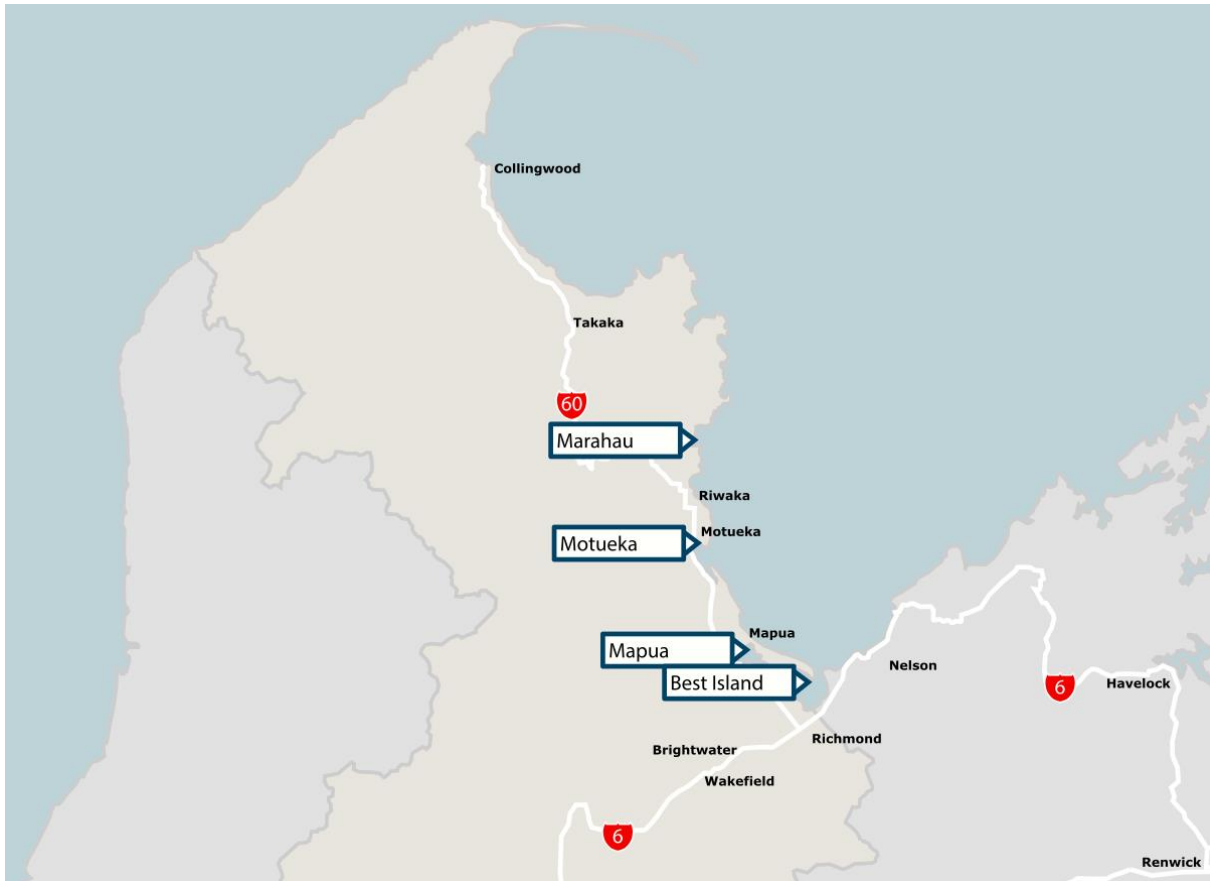 Collingwood
Takaka
60
Marahau
Riwaka
Motueka
Motueka
Mapua
Mapua
Nelson
Best Island
6
Havelock
Richmond
Brightwater
Wakefield
6
Renwick